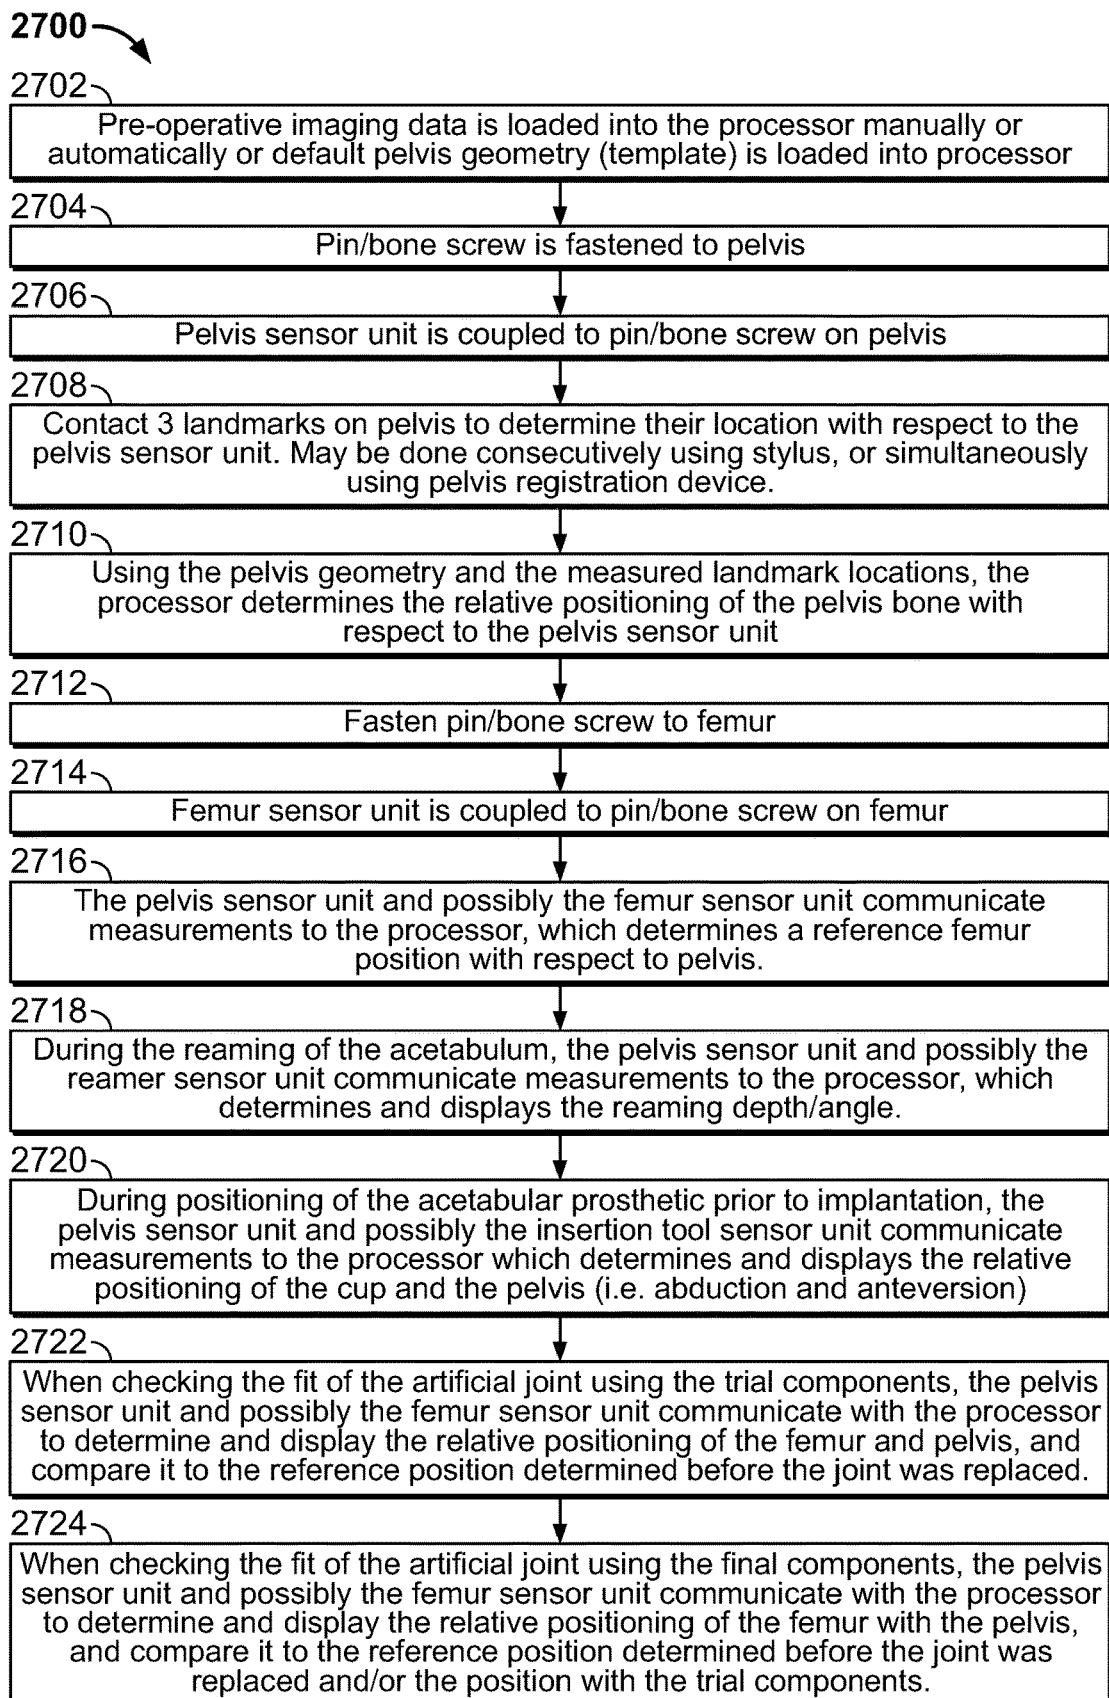 2700
2702
Pre-operative imaging data is loaded into the processor manually or
automatically or default pelvis geometry (template) is loaded into processor
2704
Pin/bone screw is fastened to pelvis
2706
Pelvis sensor unit is coupled to pin/bone screw on pelvis
2708
Contact 3 landmarks on pelvis to determine their location with respect to the
pelvis sensor unit. May be done consecutively using stylus, or simultaneously
using pelvis registration device.
2710
Using the pelvis geometry and the measured landmark locations, the
processor determines the relative positioning of the pelvis bone with
respect to the pelvis sensor unit
2712
Fasten pin/bone screw to femur
2714
Femur sensor unit is coupled to pin/bone screw on femur
2716
The pelvis sensor unit and possibly the femur sensor unit communicate
measurements to the processor, which determines a reference femur
position with respect to pelvis.
2718
During the reaming of the acetabulum, the pelvis sensor unit and possibly the
reamer sensor unit communicate measurements to the processor, which
determines and displays the reaming depth/angle.
2720
During positioning of the acetabular prosthetic prior to implantation, the
pelvis sensor unit and possibly the insertion tool sensor unit communicate
measurements to the processor which determines and displays the relative
positioning of the cup and the pelvis (i.e. abduction and anteversion)
2722
When checking the fit of the artificial joint using the trial components, the pelvis
sensor unit and possibly the femur sensor unit communicate with the processor
to determine and display the relative positioning of the femur and pelvis, and
compare it to the reference position determined before the joint was replaced.
2724
When checking the fit of the artificial joint using the final components, the pelvis
sensor unit and possibly the femur sensor unit communicate with the processor
to determine and display the relative positioning of the femur with the pelvis,
and compare it to the reference position determined before the joint was
replaced and/or the position with the trial components.